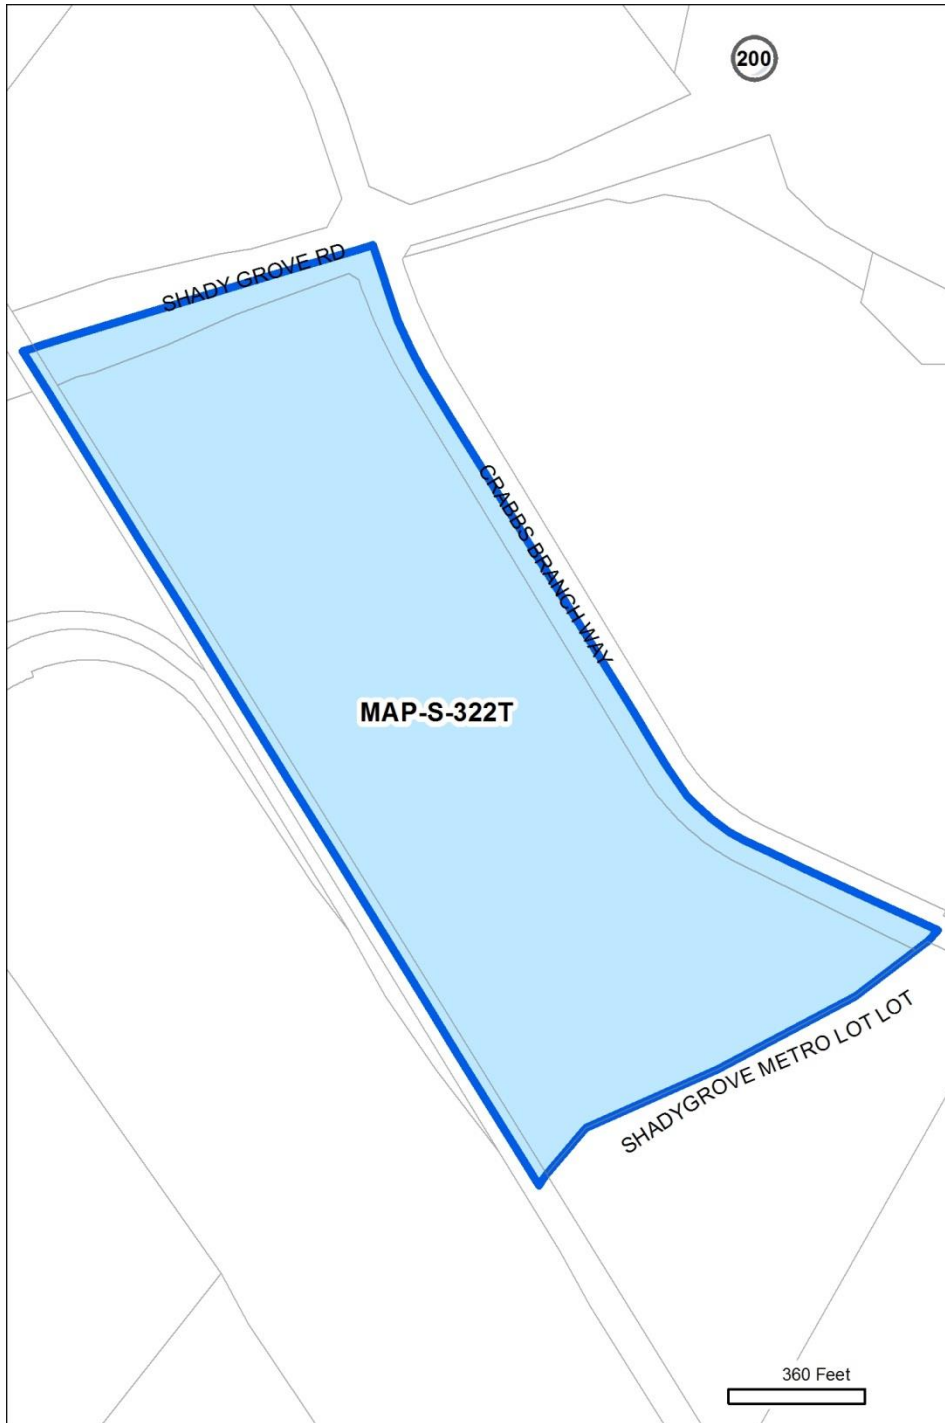 200
SHADY GROVE RD
CRABBS BRANCH WAY
MAP-S-322T
SHADYGROVE METRO LOT LOT
360 Feet